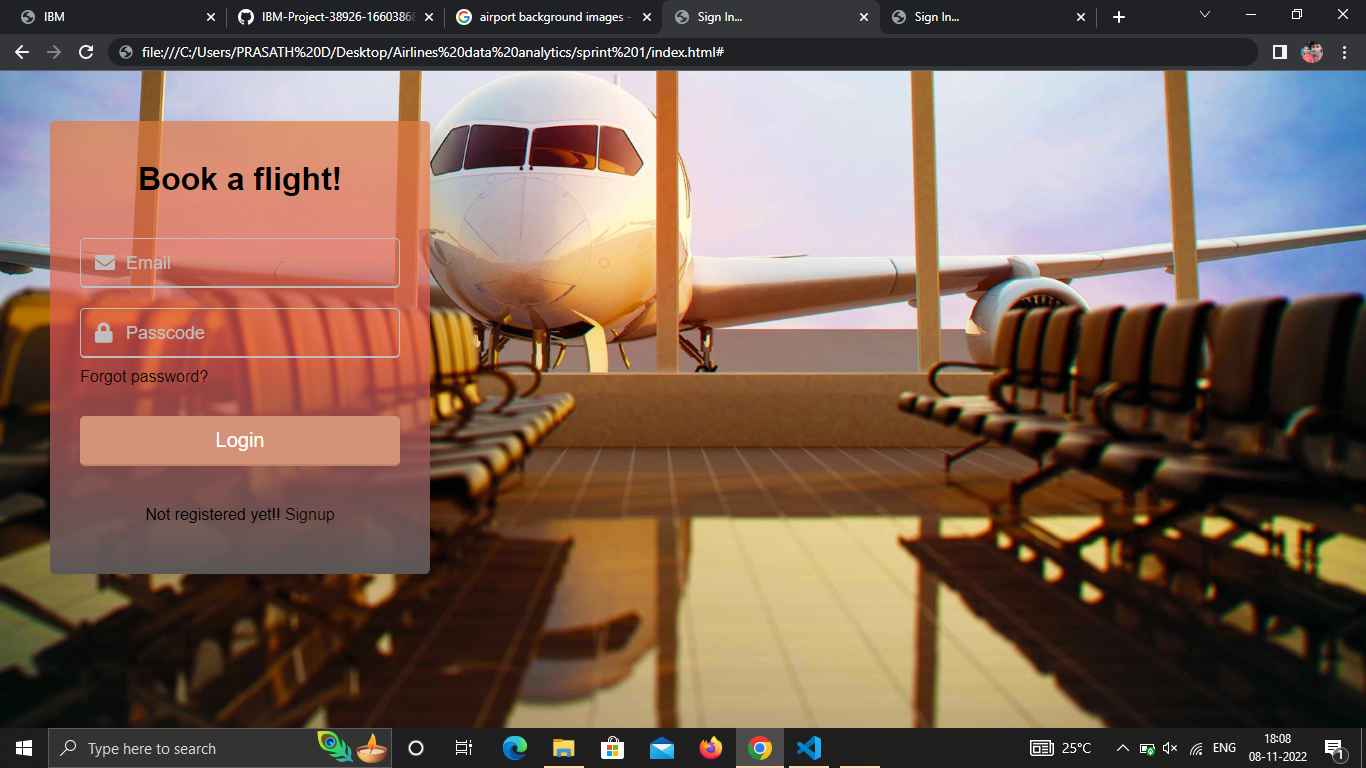 IBM
IBM-Project-38926-16603868
airport background images -
Sign In...
Sign In...
file:///C:/Users/PRASATH%20D/Desktop/Airlines%20data%20analytics/sprint%201/index.html#
Book a flight!
Email
Passcode
Forgot password?
Login
Not registered yet!! Signup
Type here to search
25°C
ENG
18:08
08-11-2022
1